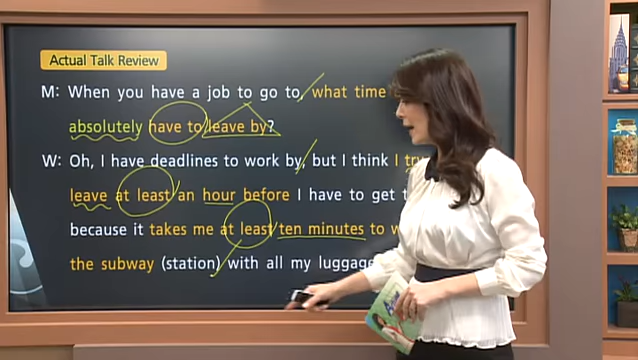 Actual Talk Review
M: When you have a job to go to, what time
absolutely have to leave by?
W: Oh, I have deadlines to work by, but I think I try
leave at least an hour before I have to get
because it takes me at least ten minutes to
the subway (station) with all my luggage